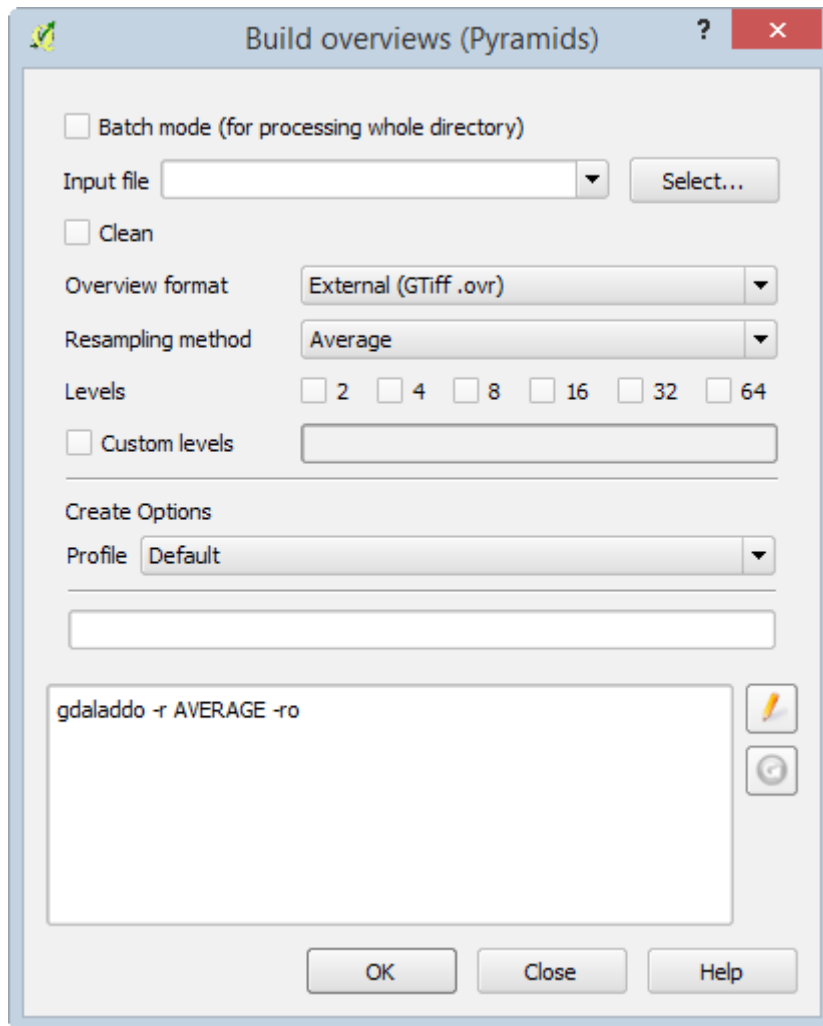 Build overviews (Pyramids) ?
Batch mode (for processing whole directory)
Input file Select...
Clean
Overview format External (GTiff .ovr)
Resampling method Average
Levels 2 4 8 16 32 64
Custom levels
Create Options
Profile Default
gdaladdo -r AVERAGE -ro
OK Close Help